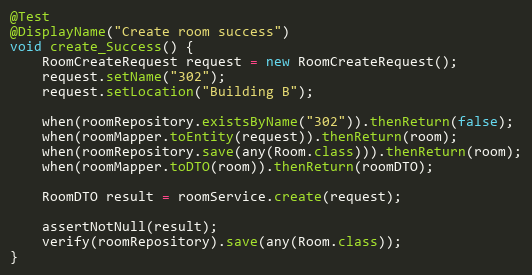 @Test
@DisplayName("Create room success")
void create_Success() {
    RoomCreateRequest request = new RoomCreateRequest();
    request.setName("302");
    request.setLocation("Building B");

    when(roomRepository.existsByName("302")).thenReturn(false);
    when(roomMapper.toEntity(request)).thenReturn(room);
    when(roomRepository.save(any(Room.class))).thenReturn(room);
    when(roomMapper.toDTO(room)).thenReturn(roomDTO);

    RoomDTO result = roomService.create(request);

    assertNotNull(result);
    verify(roomRepository).save(any(Room.class));
}